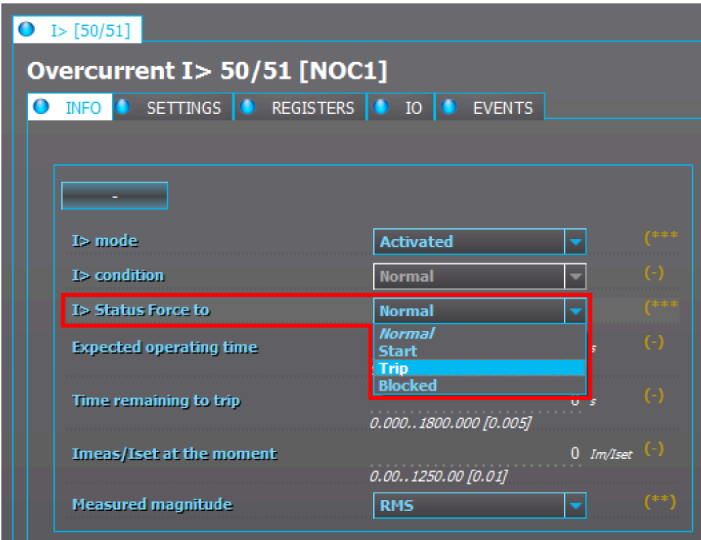 I> [50/51]
Overcurrent I> 50/51 [NOC1]
INFO SETTINGS REGISTERS IO EVENTS
-
I> mode Activated (***
I> condition Normal (-)
I> Status Force to Normal (***
Normal
Expected operating time Start s (-)
Trip
Blocked
Time remaining to trip 0 s (-)
0.000..1800.000 [0.005]
Imeas/Iset at the moment 0 Im/Iset (-)
0.00..1250.00 [0.01]
Measured magnitude RMS (**)